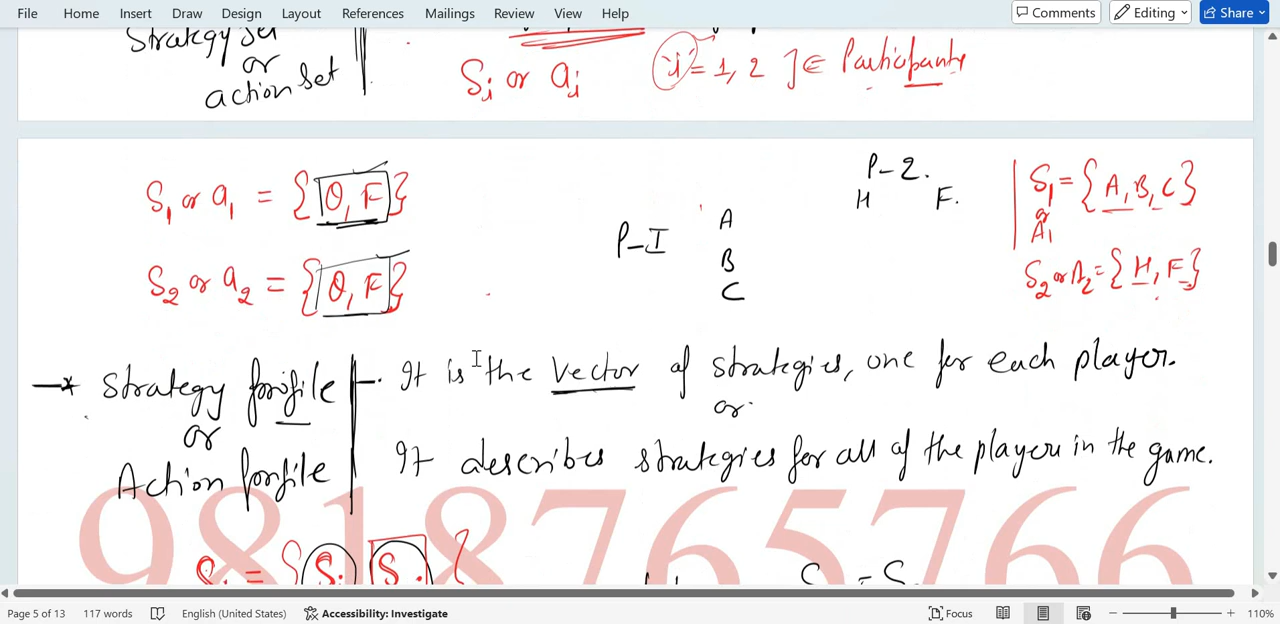 File Home Insert Draw Design Layout References Mailings Review View Help Comments Editing Share
Strategy Set
or
action Set
Si or ai i = 1, 2 ] ∈ Participants
S1 or a1 = {O, F}
S2 or a2 = {O, F}
P-2.
H F.
P-I
A
B
C
S1 = {A, B, C}
or
A1
S2 or A2 = {H, F}
→* Strategy profile
or
Action profile
It is the vector of strategies, one for each player.
or
It describes strategies for all of the player in the game.
9818765766
Page 5 of 13 117 words English (United States) Accessibility: Investigate Focus 110%